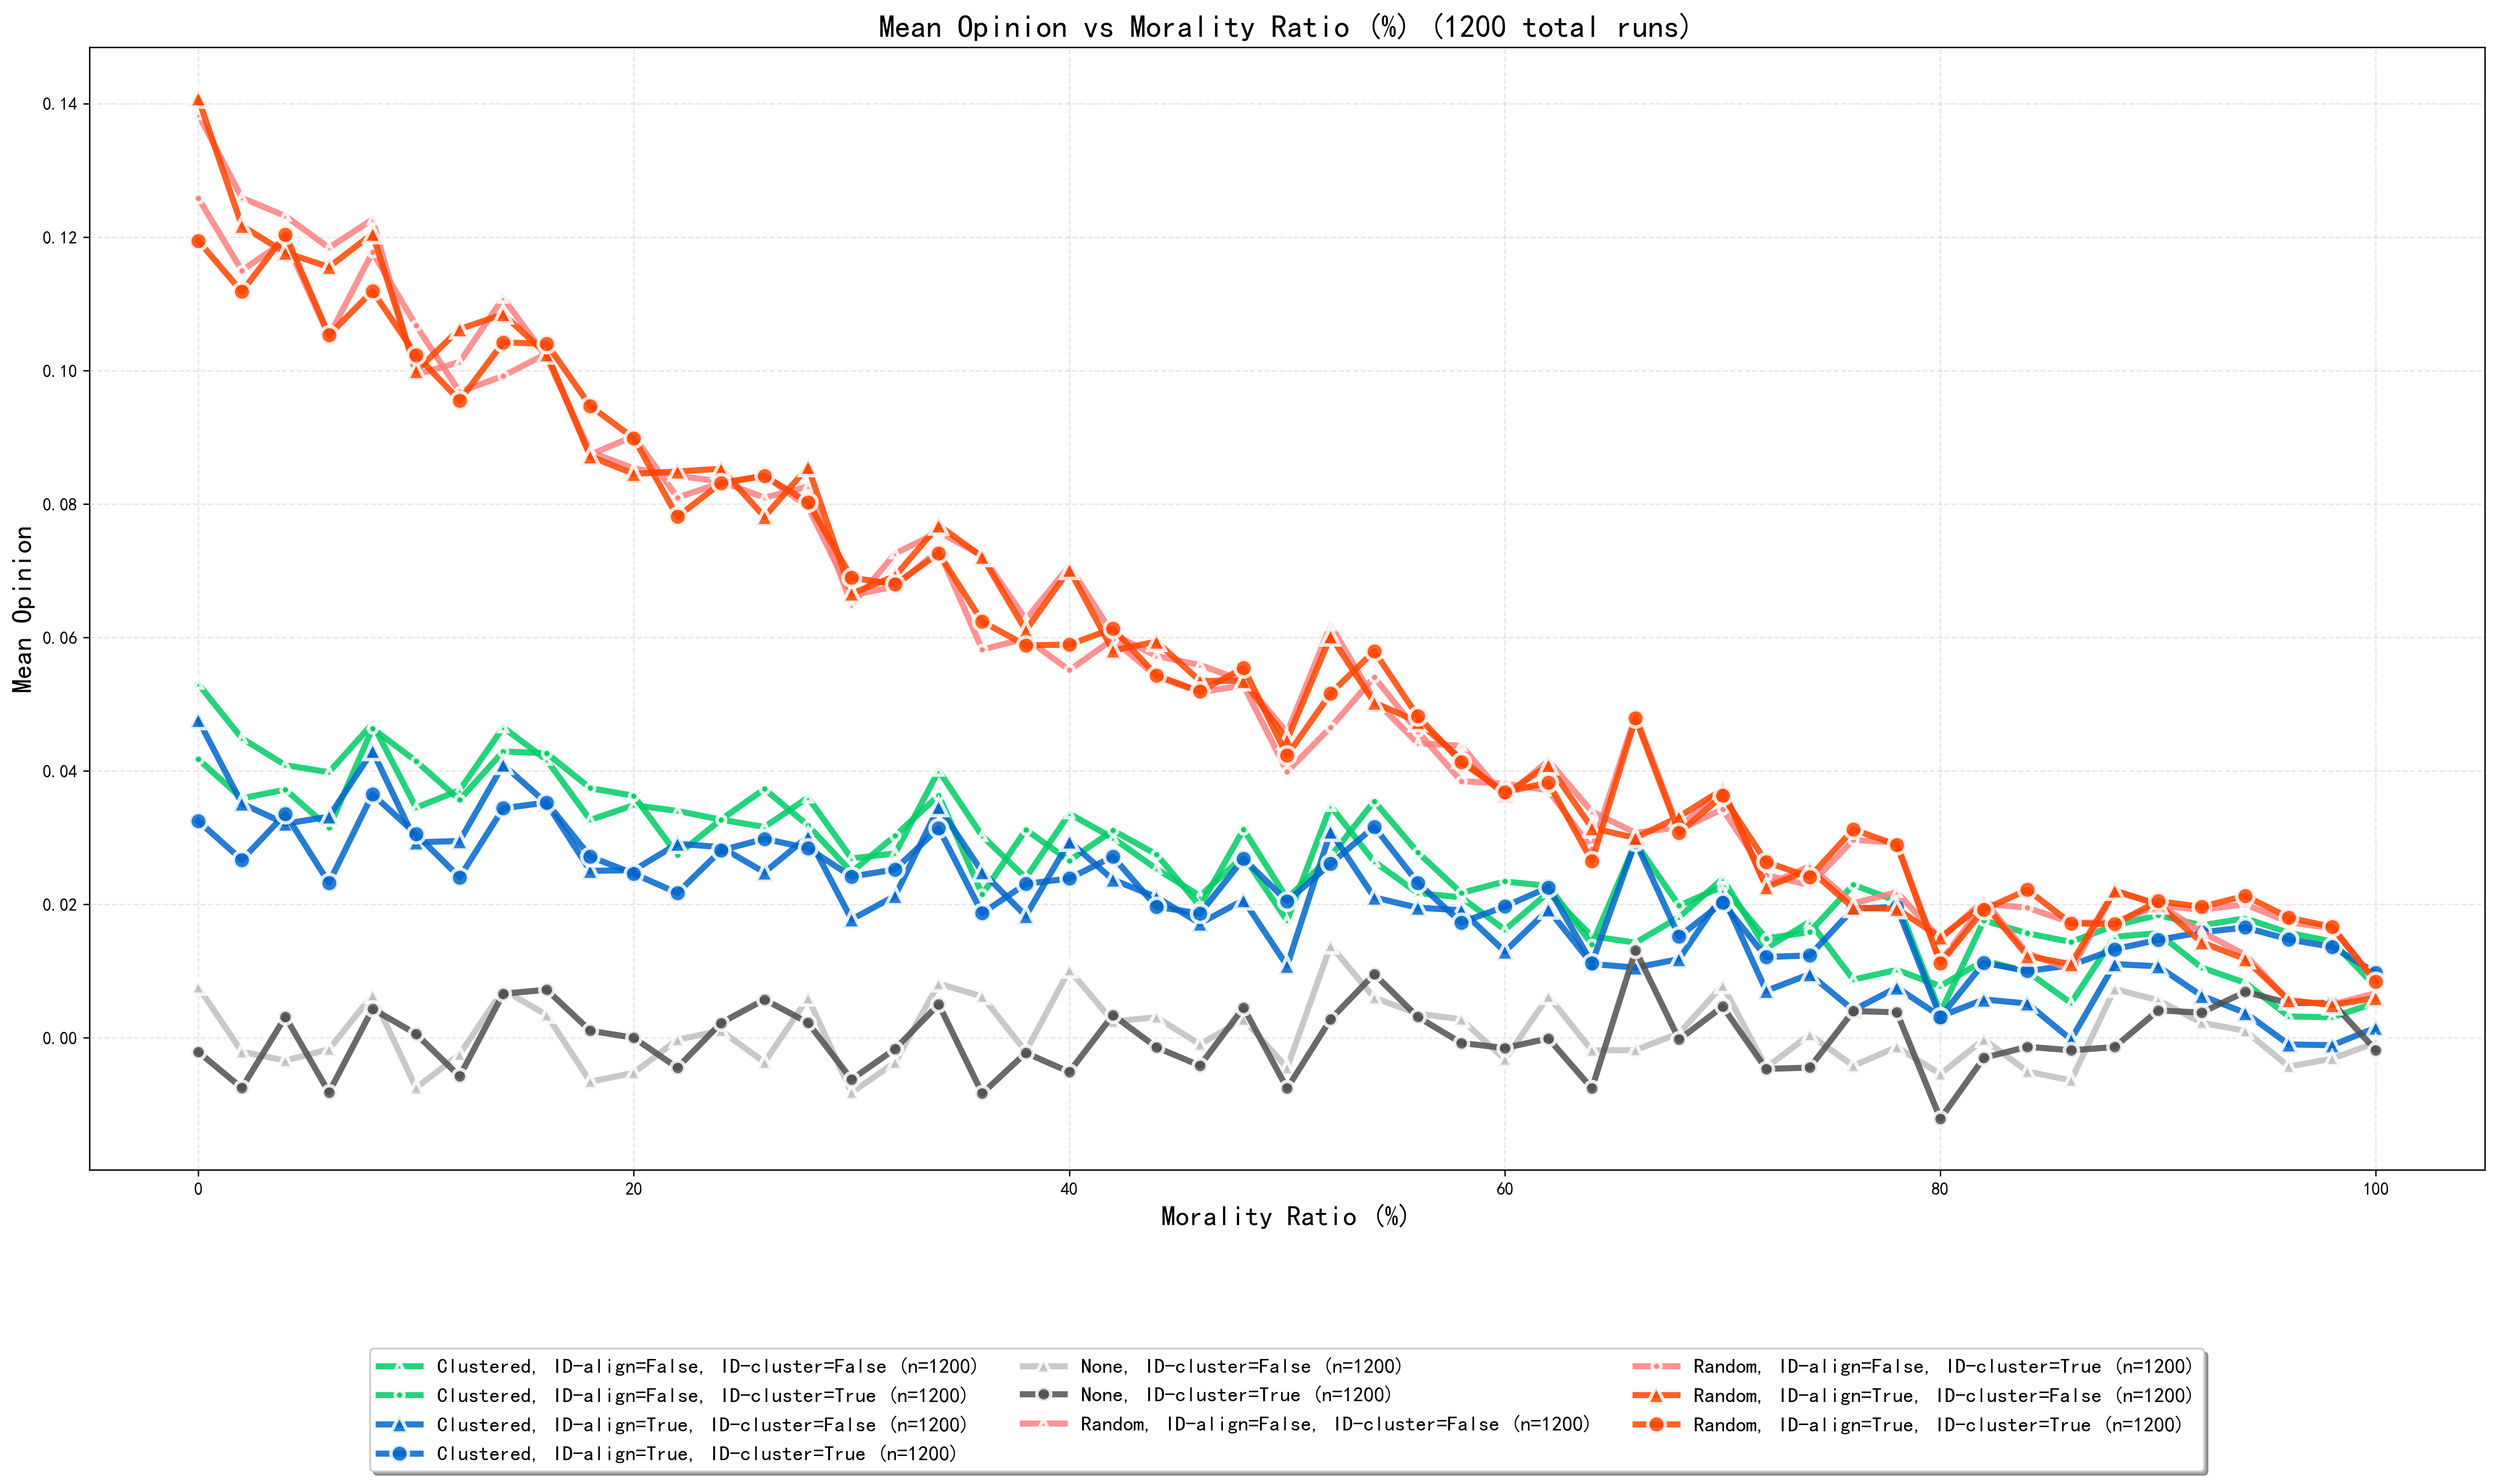 Mean Opinion vs Morality Ratio (%) (1200 total runs)
Mean Opinion
0.14
0.12
0.10
0.08
0.06
0.04
0.02
0.00
0
20
40
60
80
100
Morality Ratio (%)
Clustered, ID-align=False, ID-cluster=False (n=1200)
Clustered, ID-align=False, ID-cluster=True (n=1200)
Clustered, ID-align=True, ID-cluster=False (n=1200)
Clustered, ID-align=True, ID-cluster=True (n=1200)
None, ID-cluster=False (n=1200)
None, ID-cluster=True (n=1200)
Random, ID-align=False, ID-cluster=False (n=1200)
Random, ID-align=False, ID-cluster=True (n=1200)
Random, ID-align=True, ID-cluster=False (n=1200)
Random, ID-align=True, ID-cluster=True (n=1200)